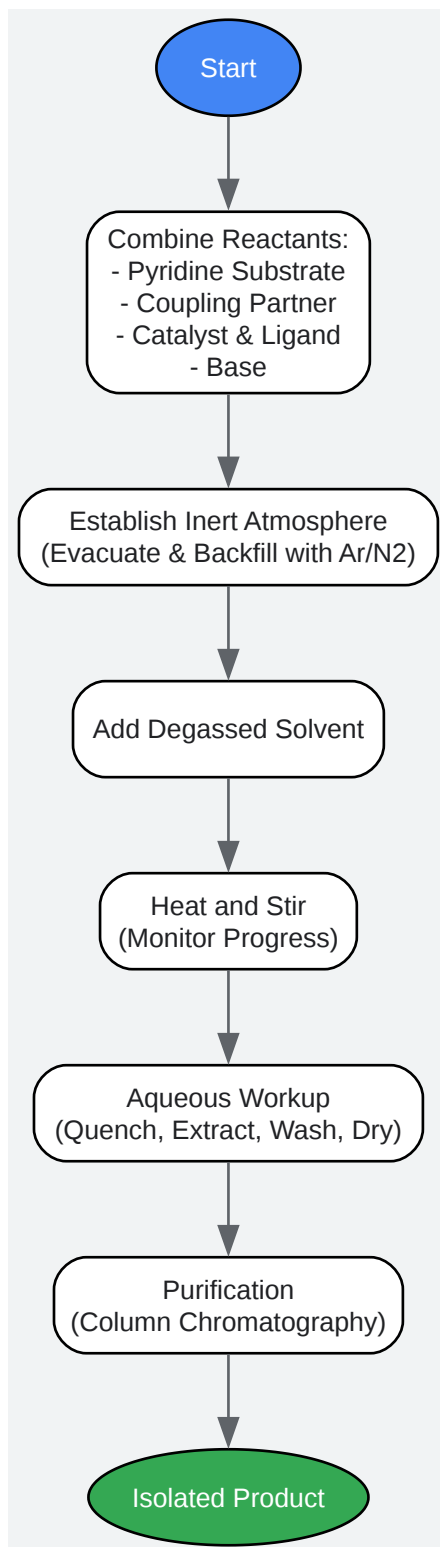 Start
Combine Reactants:
- Pyridine Substrate
- Coupling Partner
- Catalyst & Ligand
- Base
Establish Inert Atmosphere
(Evacuate & Backfill with Ar/N2)
Add Degassed Solvent
Heat and Stir
(Monitor Progress)
Aqueous Workup
(Quench, Extract, Wash, Dry)
Purification
(Column Chromatography)
Isolated Product